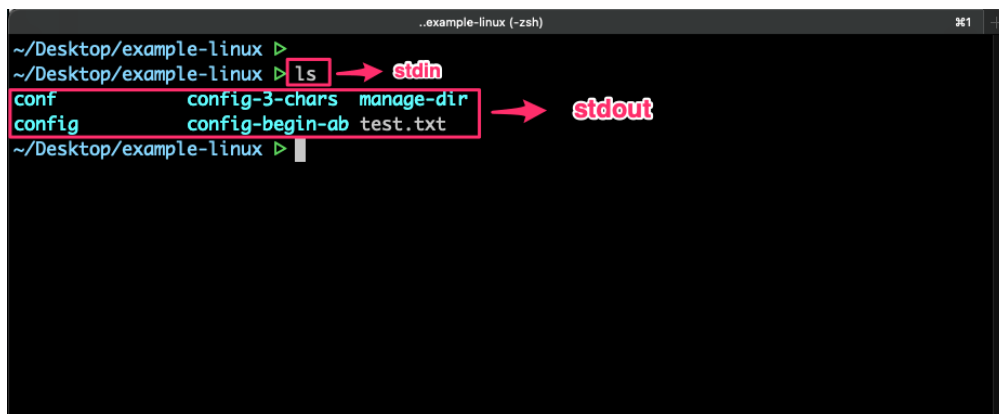 ..example-linux (-zsh) ⌘1
~/Desktop/example-linux ▷
~/Desktop/example-linux ▷ ls stdin
conf config-3-chars manage-dir stdout
config config-begin-ab test.txt
~/Desktop/example-linux ▷